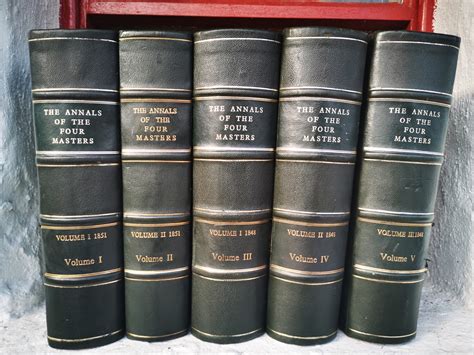 THE ANNALS
OF THE
FOUR
MASTERS
VOLUME I 1851
Volume I
THE ANNALS
OF THE
FOUR
MASTERS
VOLUME II 1851
Volume II
THE ANNALS
OF THE
FOUR
MASTERS
VOLUME I 1848
Volume III
THE ANNALS
OF THE
FOUR
MASTERS
VOLUME II 1848
Volume IV
THE ANNALS
OF THE
FOUR
MASTERS
VOLUME III 1848
Volume V